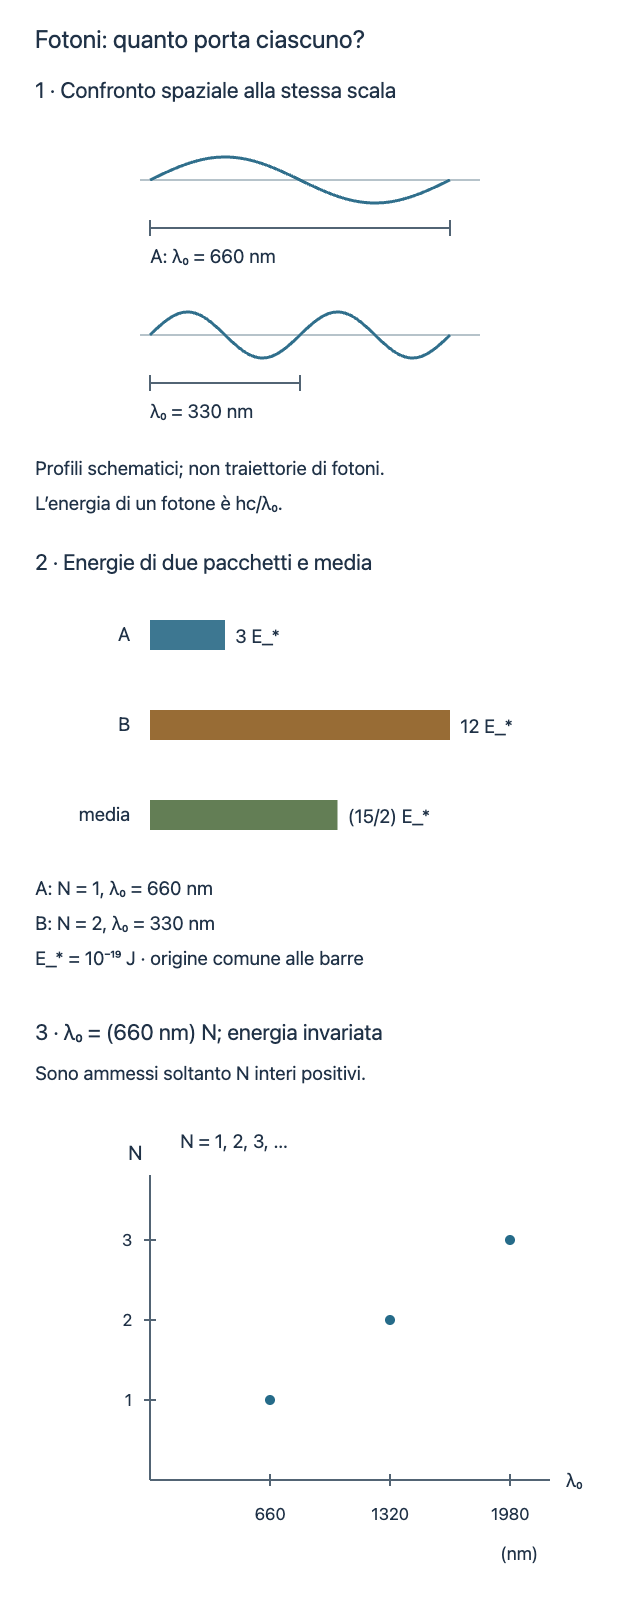 Fotoni: quanto porta ciascuno?
1 · Confronto spaziale alla stessa scala
A: λ₀ = 660 nm
λ₀ = 330 nm
Profili schematici; non traiettorie di fotoni.
L’energia di un fotone è hc/λ₀.
2 · Energie di due pacchetti e media
A 3 E_*
B 12 E_*
media (15/2) E_*
A: N = 1, λ₀ = 660 nm
B: N = 2, λ₀ = 330 nm
E_* = 10⁻¹⁹ J · origine comune alle barre
3 · λ₀ = (660 nm) N; energia invariata
Sono ammessi soltanto N interi positivi.
N = 1, 2, 3, ...
N
3
2
1
λ₀
660 1320 1980
(nm)